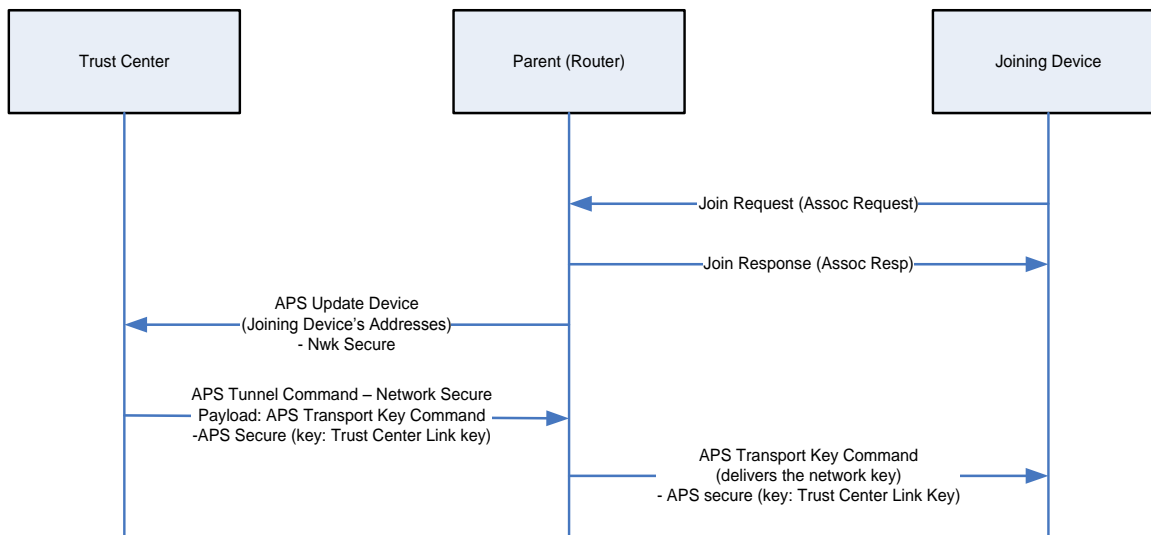 Trust Center
Parent (Router)
Joining Device
Join Request (Assoc Request)
Join Response (Assoc Resp)
APS Update Device
(Joining Device's Addresses)
- Nwk Secure
APS Tunnel Command – Network Secure
Payload: APS Transport Key Command
-APS Secure (key: Trust Center Link key)
APS Transport Key Command
(delivers the network key)
- APS secure (key: Trust Center Link Key)